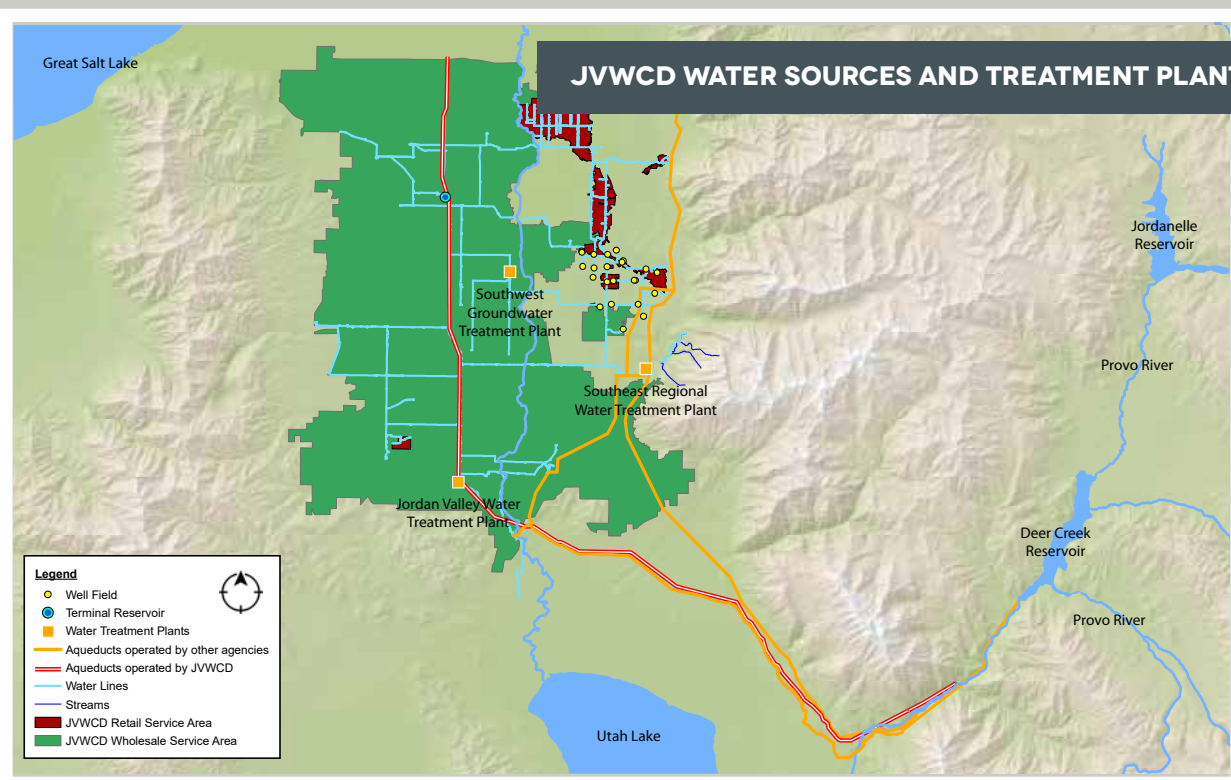 JVWCD WATER SOURCES AND TREATMENT PLANT
Great Salt Lake
Jordanelle
Reservoir
Southwest
Groundwater
Treatment Plant
Provo River
Southeast Regional
Water Treatment Plant
Jordan Valley Water
Treatment Plant
Deer Creek
Reservoir
Provo River
Utah Lake
Legend
Well Field
Terminal Reservoir
Water Treatment Plants
Aqueducts operated by other agencies
Aqueducts operated by JVWCD
Water Lines
Streams
JVWCD Retail Service Area
JVWCD Wholesale Service Area